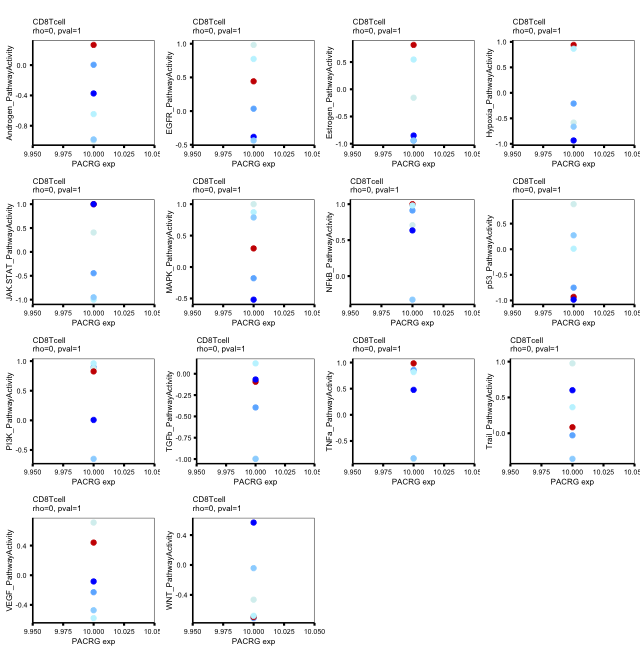 CD8Tcell
rho=0, pval=1
Androgen_PathwayActivity
0.0
-0.4
-0.8
9.950 9.975 10.000 10.025 10.05
PACRG exp
CD8Tcell
rho=0, pval=1
EGFR_PathwayActivity
1.0
0.5
0.0
-0.5
9.950 9.975 10.000 10.025 10.05
PACRG exp
CD8Tcell
rho=0, pval=1
Estrogen_PathwayActivity
0.5
0.0
-0.5
-1.0
9.950 9.975 10.000 10.025 10.05
PACRG exp
CD8Tcell
rho=0, pval=1
Hypoxia_PathwayActivity
1.0
0.5
0.0
-0.5
-1.0
9.950 9.975 10.000 10.025 10.05
PACRG exp
CD8Tcell
rho=0, pval=1
JAK.STAT_PathwayActivity
1.0
0.5
0.0
-0.5
-1.0
9.950 9.975 10.000 10.025 10.05
PACRG exp
CD8Tcell
rho=0, pval=1
MAPK_PathwayActivity
1.0
0.5
0.0
-0.5
9.950 9.975 10.000 10.025 10.05
PACRG exp
CD8Tcell
rho=0, pval=1
NFkB_PathwayActivity
1.0
0.5
0.0
9.950 9.975 10.000 10.025 10.05
PACRG exp
CD8Tcell
rho=0, pval=1
p53_PathwayActivity
0.5
0.0
-0.5
-1.0
9.950 9.975 10.000 10.025 10.05
PACRG exp
CD8Tcell
rho=0, pval=1
PI3K_PathwayActivity
1.0
0.5
0.0
-0.5
9.950 9.975 10.000 10.025 10.05
PACRG exp
CD8Tcell
rho=0, pval=1
TGFb_PathwayActivity
0.00
-0.25
-0.50
-0.75
-1.00
9.950 9.975 10.000 10.025 10.05
PACRG exp
CD8Tcell
rho=0, pval=1
TNFa_PathwayActivity
1.0
0.5
0.0
-0.5
9.950 9.975 10.000 10.025 10.05
PACRG exp
CD8Tcell
rho=0, pval=1
Trail_PathwayActivity
1.0
0.5
0.0
9.950 9.975 10.000 10.025 10.05
PACRG exp
CD8Tcell
rho=0, pval=1
VEGF_PathwayActivity
0.4
0.0
-0.4
9.950 9.975 10.000 10.025 10.05
PACRG exp
CD8Tcell
rho=0, pval=1
WNT_PathwayActivity
0.4
0.0
-0.4
9.950 9.975 10.000 10.025 10.050
PACRG exp